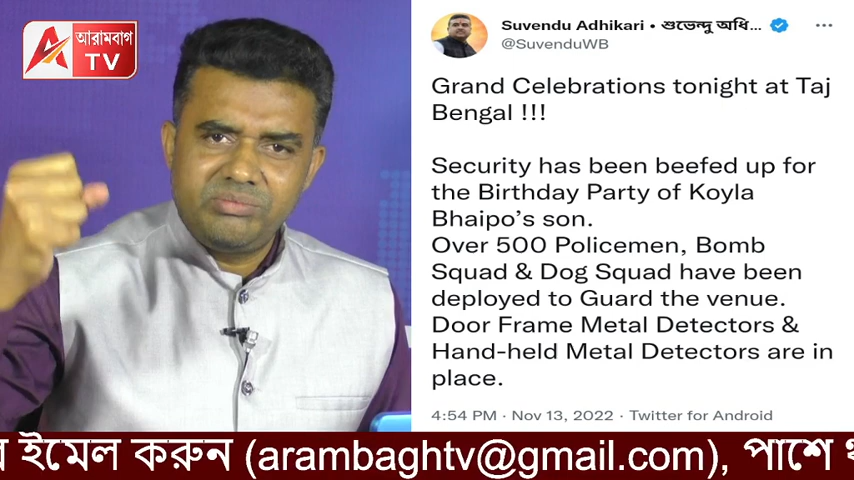 আরামবাগ
TV
Suvendu Adhikari • শুভেন্দু অধি...
@SuvenduWB
Grand Celebrations tonight at Taj
Bengal !!!
Security has been beefed up for
the Birthday Party of Koyla
Bhaipo's son.
Over 500 Policemen, Bomb
Squad & Dog Squad have been
deployed to Guard the venue.
Door Frame Metal Detectors &
Hand-held Metal Detectors are in
place.
4:54 PM · Nov 13, 2022 · Twitter for Android
ইমেল করুন (arambaghtv@gmail.com), পাশে